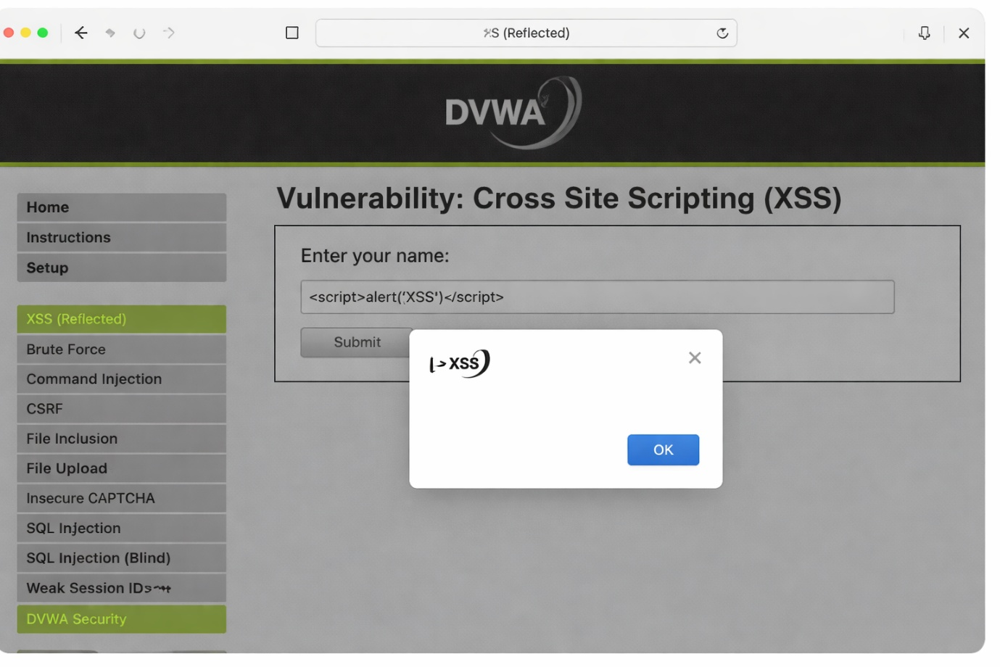 S (Reflected)
DVWA
Home
Instructions
Setup
XSS (Reflected)
Brute Force
Command Injection
CSRF
File Inclusion
File Upload
Insecure CAPTCHA
SQL Injection
SQL Injection (Blind)
Weak Session
DVWA Security
Vulnerability: Cross Site Scripting (XSS)
Enter your name:
<script>alert('XSS')</script>
Submit
XSS
OK